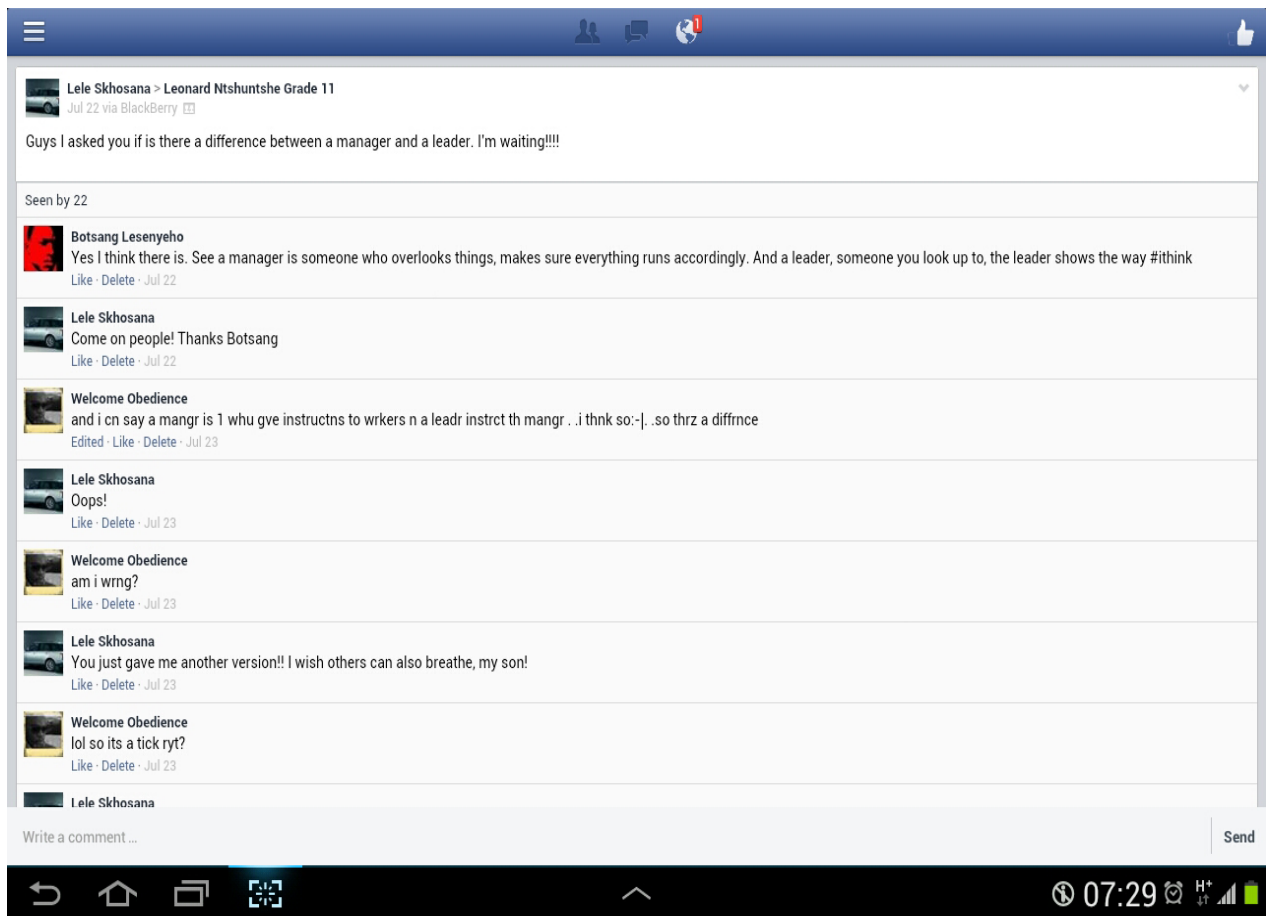 1
Lele Skhosana > Leonard Ntshuntshe Grade 11
Jul 22 via BlackBerry
Guys I asked you if is there a difference between a manager and a leader. I'm waiting!!!!
Seen by 22
Botsang Lesenyeho
Yes I think there is. See a manager is someone who overlooks things, makes sure everything runs accordingly. And a leader, someone you look up to, the leader shows the way #ithink
Like · Delete · Jul 22
Lele Skhosana
Come on people! Thanks Botsang
Like · Delete · Jul 22
Welcome Obedience
and i cn say a mangr is 1 whu gve instructns to wrkers n a leadr instrct th mangr . .i thnk so:-|. .so thrz a diffrnce
Edited · Like · Delete · Jul 23
Lele Skhosana
Oops!
Like · Delete · Jul 23
Welcome Obedience
am i wrng?
Like · Delete · Jul 23
Lele Skhosana
You just gave me another version!! I wish others can also breathe, my son!
Like · Delete · Jul 23
Welcome Obedience
lol so its a tick ryt?
Like · Delete · Jul 23
Lele Skhosana
Write a comment ...
Send
07:29
H+